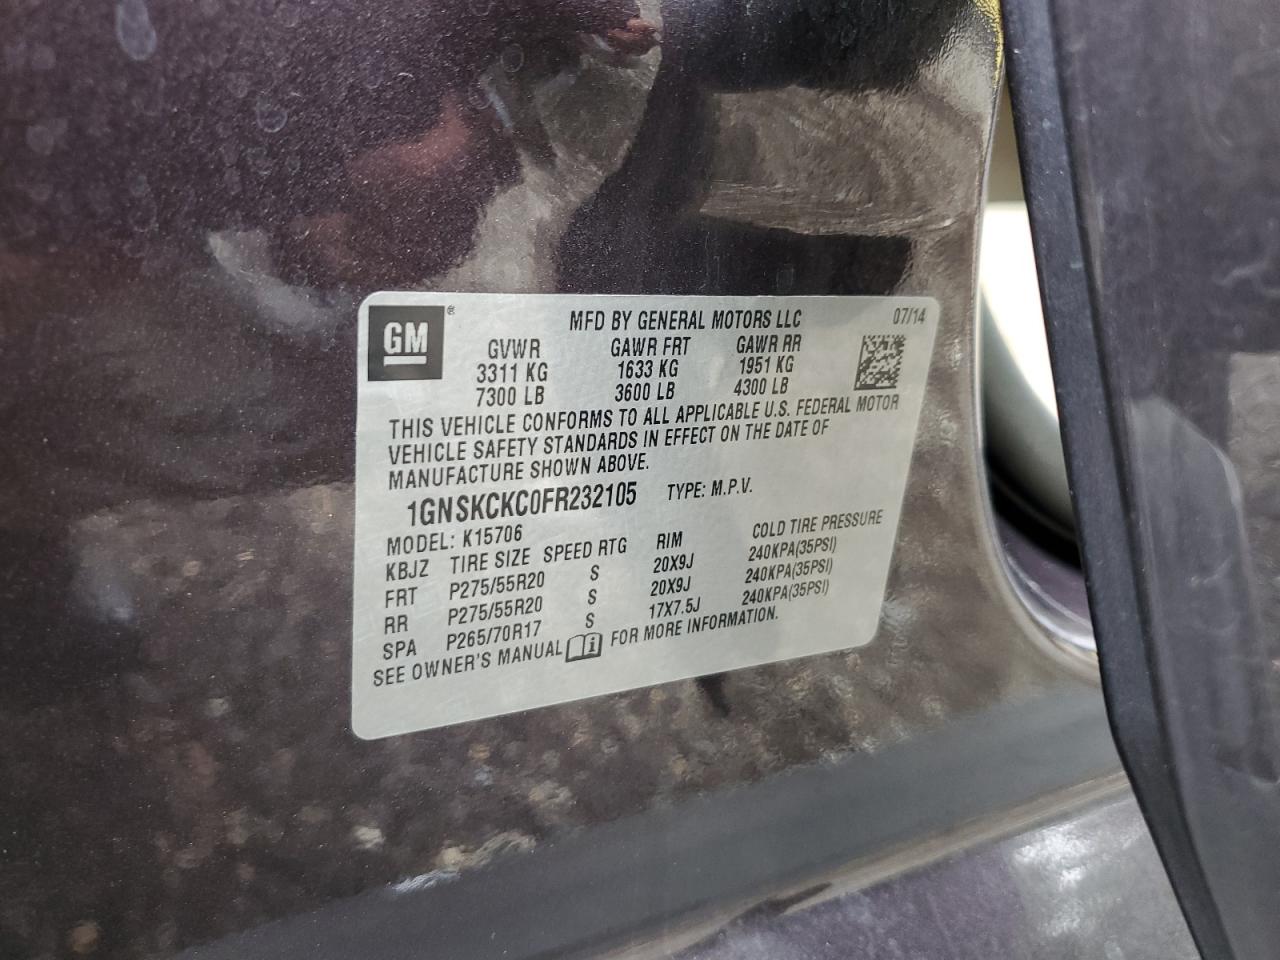 GM ®
MFD BY GENERAL MOTORS LLC 07/14
GVWR GAWR FRT GAWR RR
3311 KG 1633 KG 1951 KG
7300 LB 3600 LB 4300 LB
THIS VEHICLE CONFORMS TO ALL APPLICABLE U.S. FEDERAL MOTOR
VEHICLE SAFETY STANDARDS IN EFFECT ON THE DATE OF
MANUFACTURE SHOWN ABOVE.
1GNSKCKC0FR232105 TYPE: M.P.V.
MODEL: K15706
KBJZ TIRE SIZE SPEED RTG RIM COLD TIRE PRESSURE
FRT P275/55R20 S 20X9J 240KPA(35PSI)
RR P275/55R20 S 20X9J 240KPA(35PSI)
SPA P265/70R17 S 17X7.5J 240KPA(35PSI)
SEE OWNER'S MANUAL i FOR MORE INFORMATION.